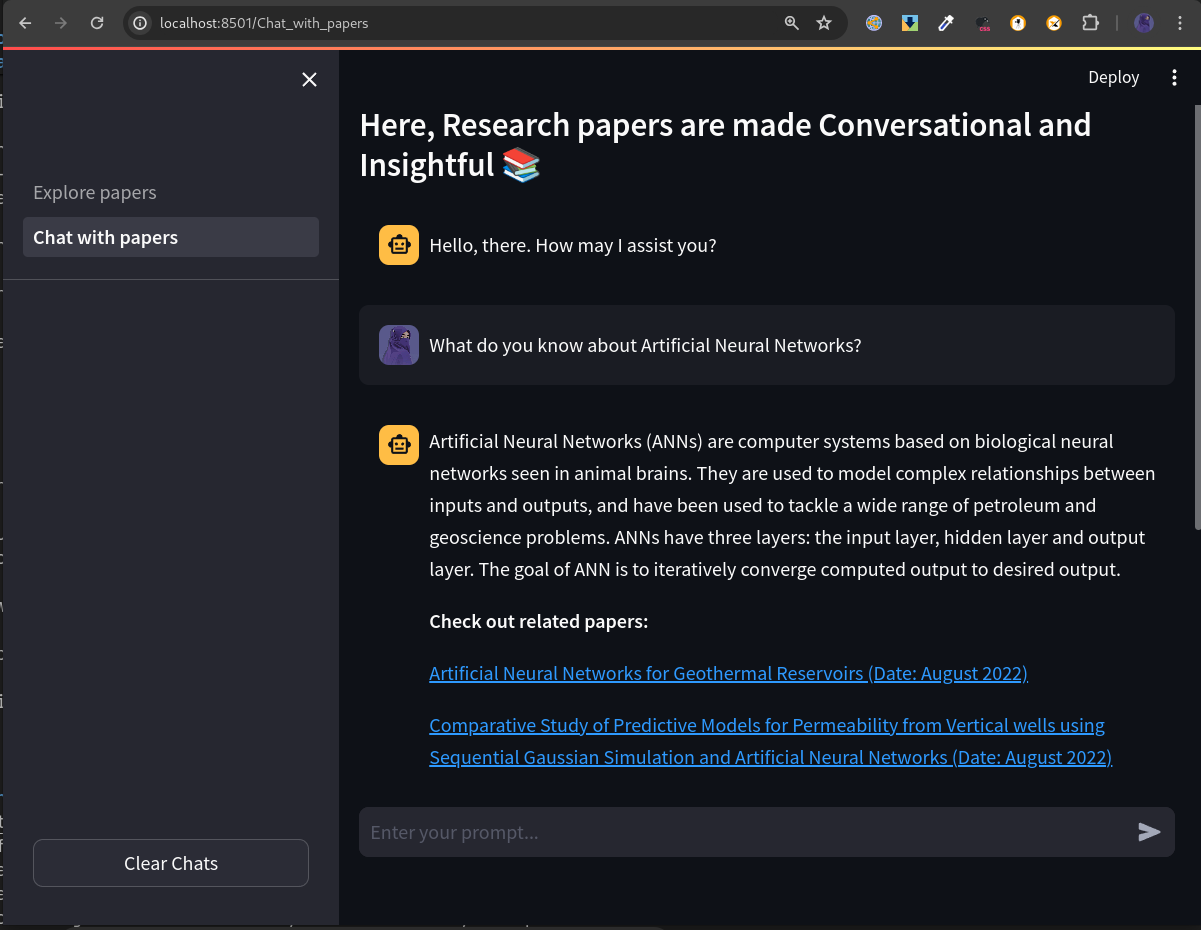 localhost:8501/Chat_with_papers
Deploy
Explore papers
Chat with papers
Clear Chats
Here, Research papers are made Conversational and
Insightful 📚
Hello, there. How may I assist you?
What do you know about Artificial Neural Networks?
Artificial Neural Networks (ANNs) are computer systems based on biological neural
networks seen in animal brains. They are used to model complex relationships between
inputs and outputs, and have been used to tackle a wide range of petroleum and
geoscience problems. ANNs have three layers: the input layer, hidden layer and output
layer. The goal of ANN is to iteratively converge computed output to desired output.
Check out related papers:
Artificial Neural Networks for Geothermal Reservoirs (Date: August 2022)
Comparative Study of Predictive Models for Permeability from Vertical wells using
Sequential Gaussian Simulation and Artificial Neural Networks (Date: August 2022)
Enter your prompt...